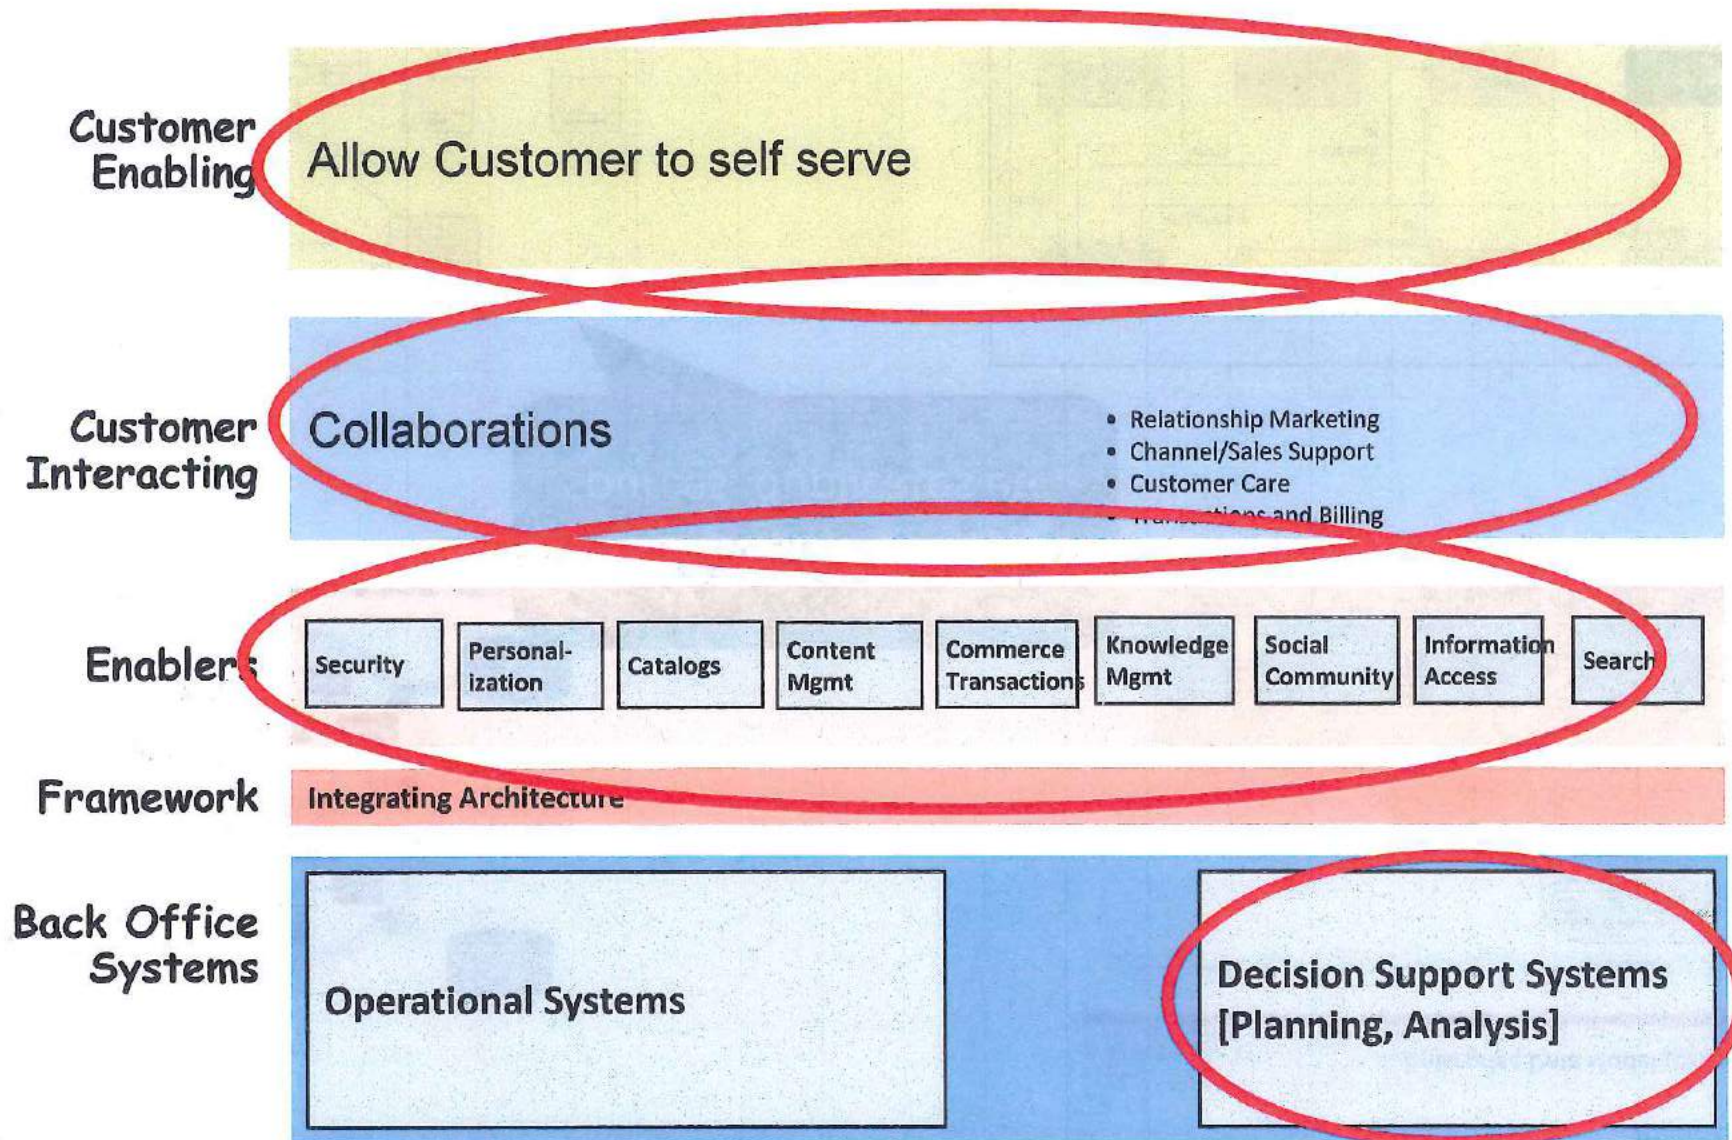 Customer
Enabling
Allow Customer to self serve
Customer
Interacting
Collaborations
• Relationship Marketing
• Channel/Sales Support
• Customer Care
• Transactions and Billing
Enablers
Security
Personal-
ization
Catalogs
Content
Mgmt
Commerce
Transactions
Knowledge
Mgmt
Social
Community
Information
Access
Search
Framework
Integrating Architecture
Back Office
Systems
Operational Systems
Decision Support Systems
[Planning, Analysis]